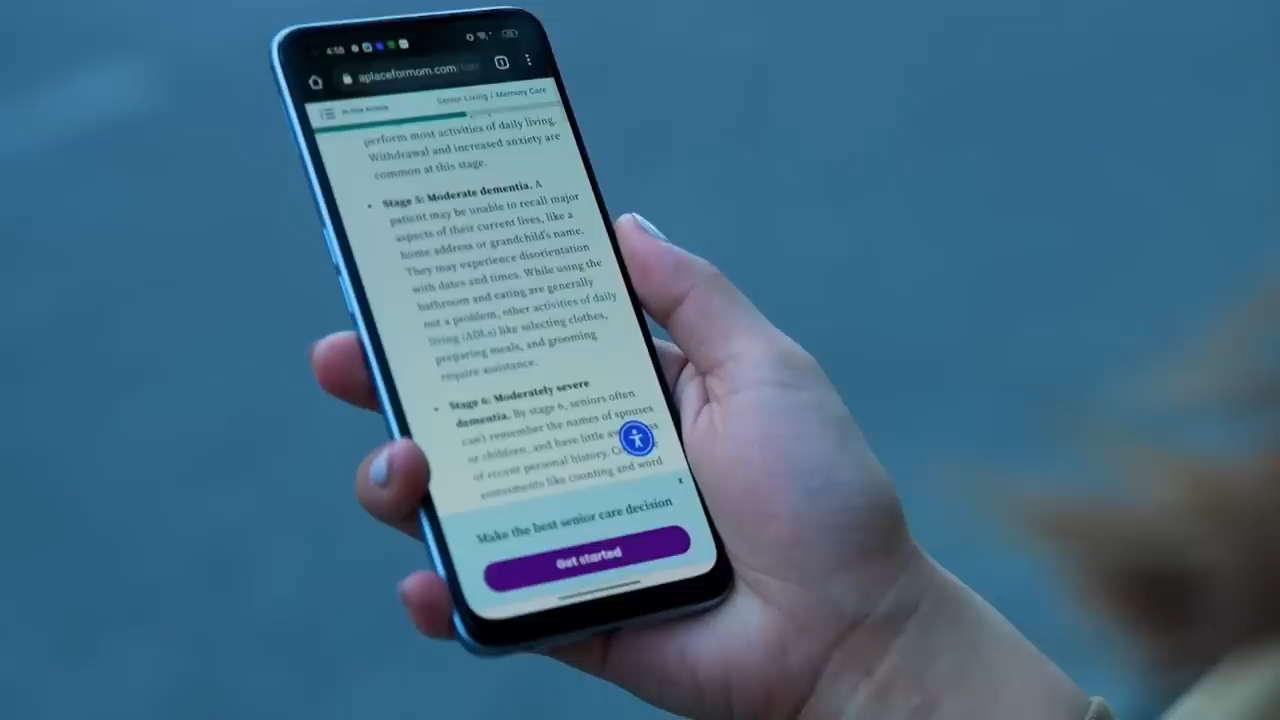 4:58
aplaceformom.com
1
In this Article
Senior Living | Memory Care
perform most activities of daily living.
Withdrawal and increased anxiety are
common at this stage.
• Stage 5: Moderate dementia. A
patient may be unable to recall major
aspects of their current lives, like a
home address or grandchild's name.
They may experience disorientation
with dates and times. While using the
bathroom and eating are generally
not a problem, other activities of daily
living (ADLs) like selecting clothes,
preparing meals, and grooming
require assistance.
• Stage 6: Moderately severe
dementia. By stage 6, seniors often
can't remember the names of spouses
or children, and have little
of recent personal history.
assessments like counting and word
x
Make the best senior care decision
Get started